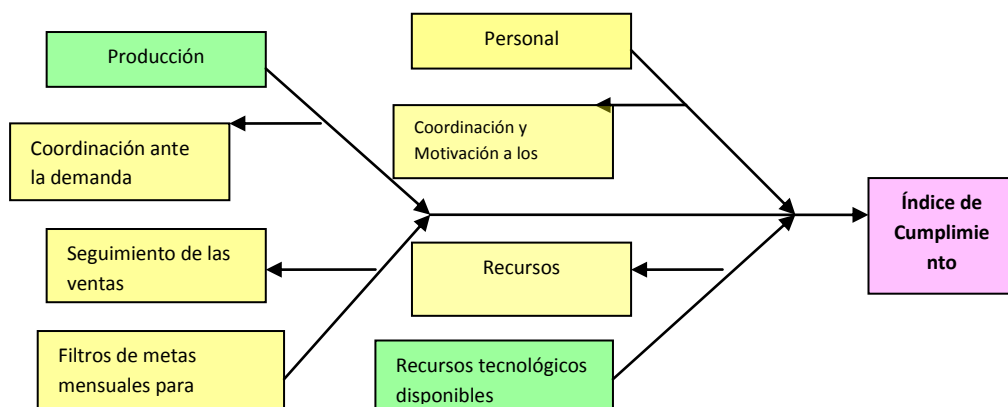 Producción
Personal
Coordinación ante
la demanda
Coordinación y
Motivación a los
Índice de
Cumplimie
nto
Seguimiento de las
ventas
Recursos
Filtros de metas
mensuales para
Recursos tecnológicos
disponibles